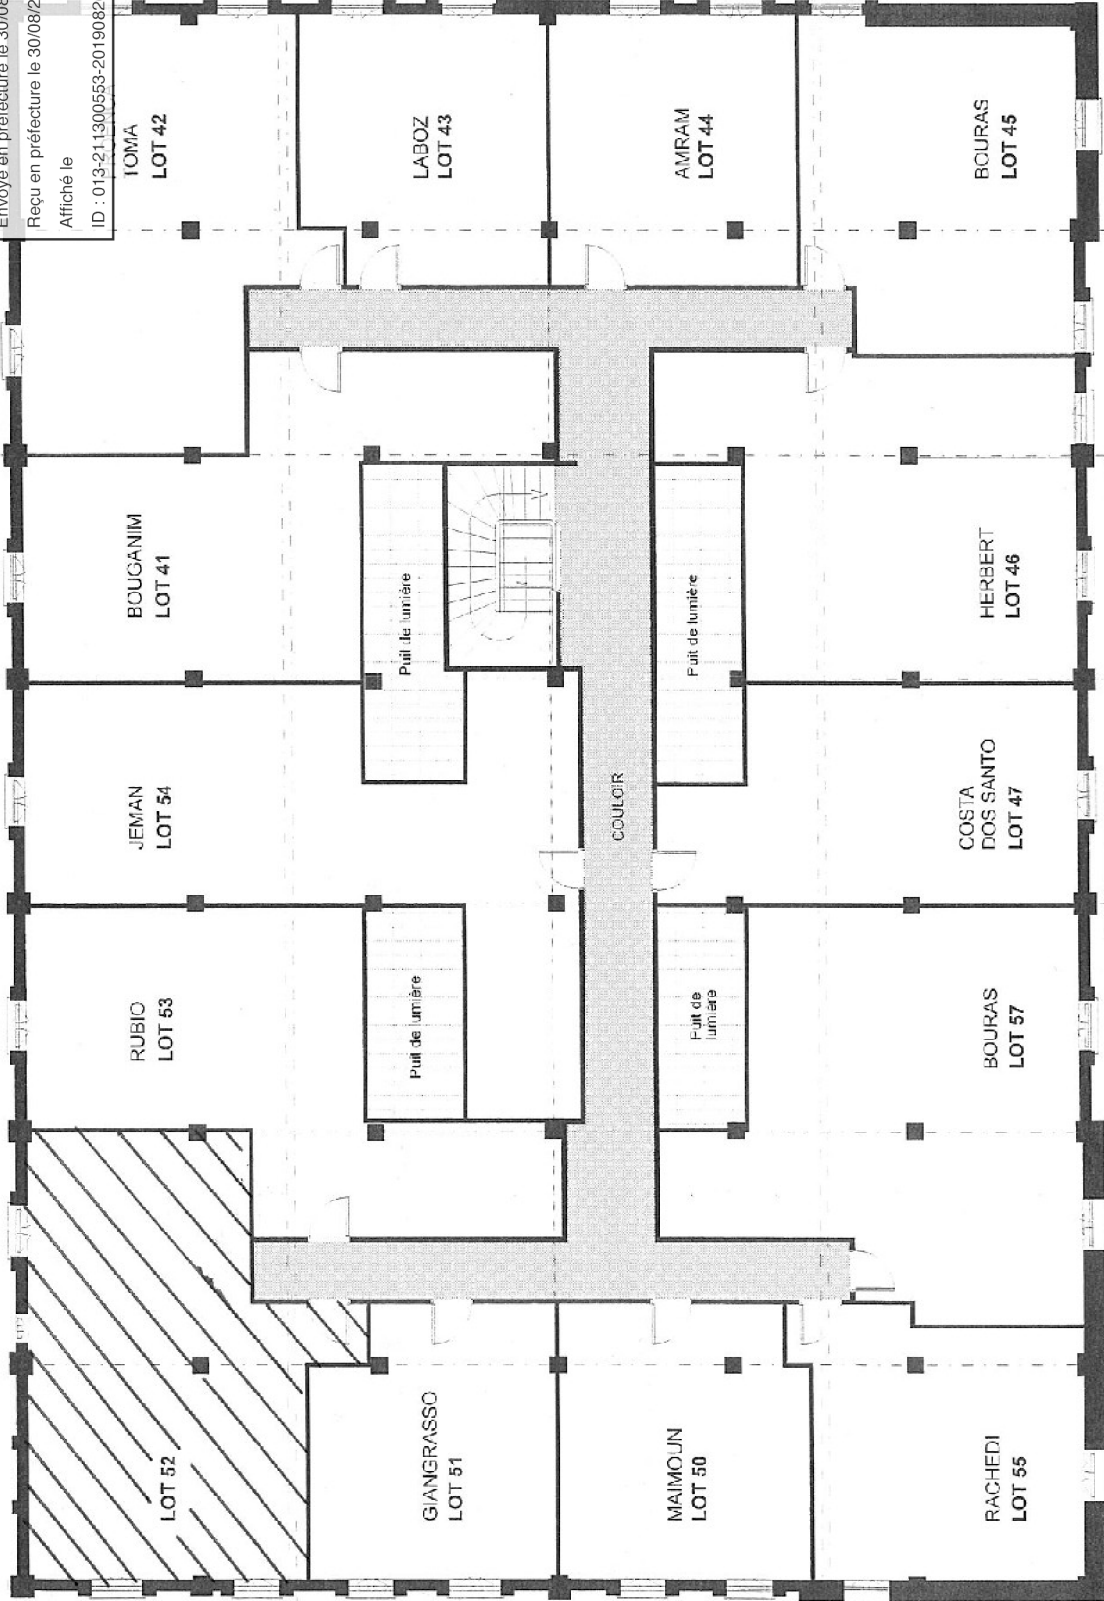 Envoyé en préfecture le 30/08
Reçu en préfecture le 30/08/2
Affiché le
ID : 013-211300553-2019082
TOMA
LOT 42
LABOZ
LOT 43
AMRAM
LOT 44
BOURAS
LOT 45
BOUGANIM
LOT 41
Puit de lumière
Puit de lumière
HERBERT
LOT 46
JEMAN
LOT 54
COULOIR
COSTA
DOS SANTO
LOT 47
RUBIO
LOT 53
Puit de lumière
Puit de
lumière
BOURAS
LOT 57
LOT 52
GIANGRASSO
LOT 51
MAIMOUN
LOT 50
RACHEDI
LOT 55